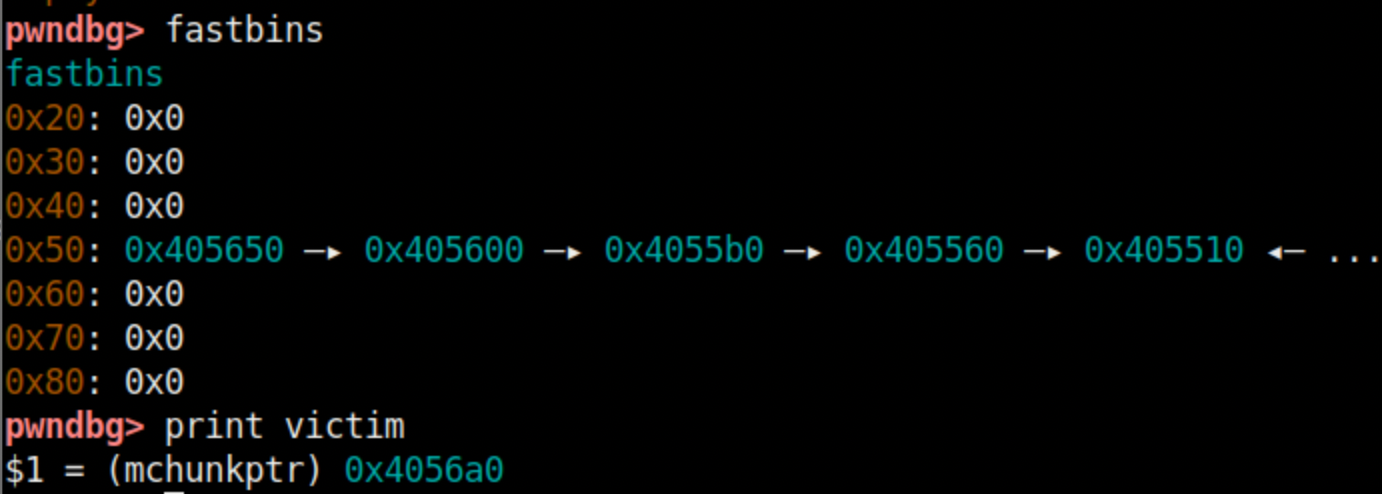 pwndbg> fastbins
fastbins
0x20: 0x0
0x30: 0x0
0x40: 0x0
0x50: 0x405650 —▸ 0x405600 —▸ 0x4055b0 —▸ 0x405560 —▸ 0x405510 ◂— ...
0x60: 0x0
0x70: 0x0
0x80: 0x0
pwndbg> print victim
$1 = (mchunkptr) 0x4056a0